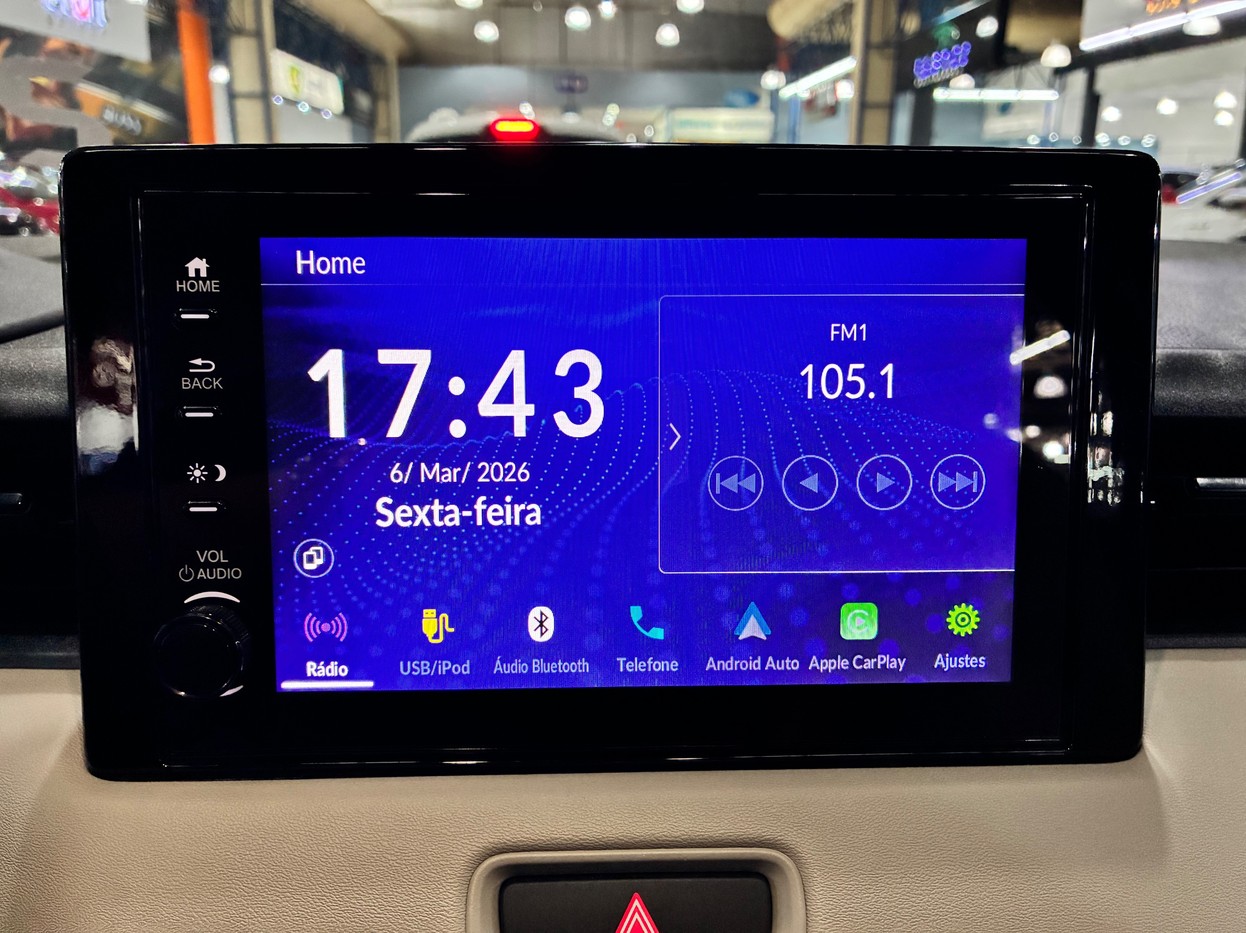 HOME
BACK
VOL
AUDIO
Home
17:43
6/ Mar/ 2026
Sexta-feira
FM1
105.1
Rádio
USB/iPod
Áudio Bluetooth
Telefone
Android Auto
Apple CarPlay
Ajustes